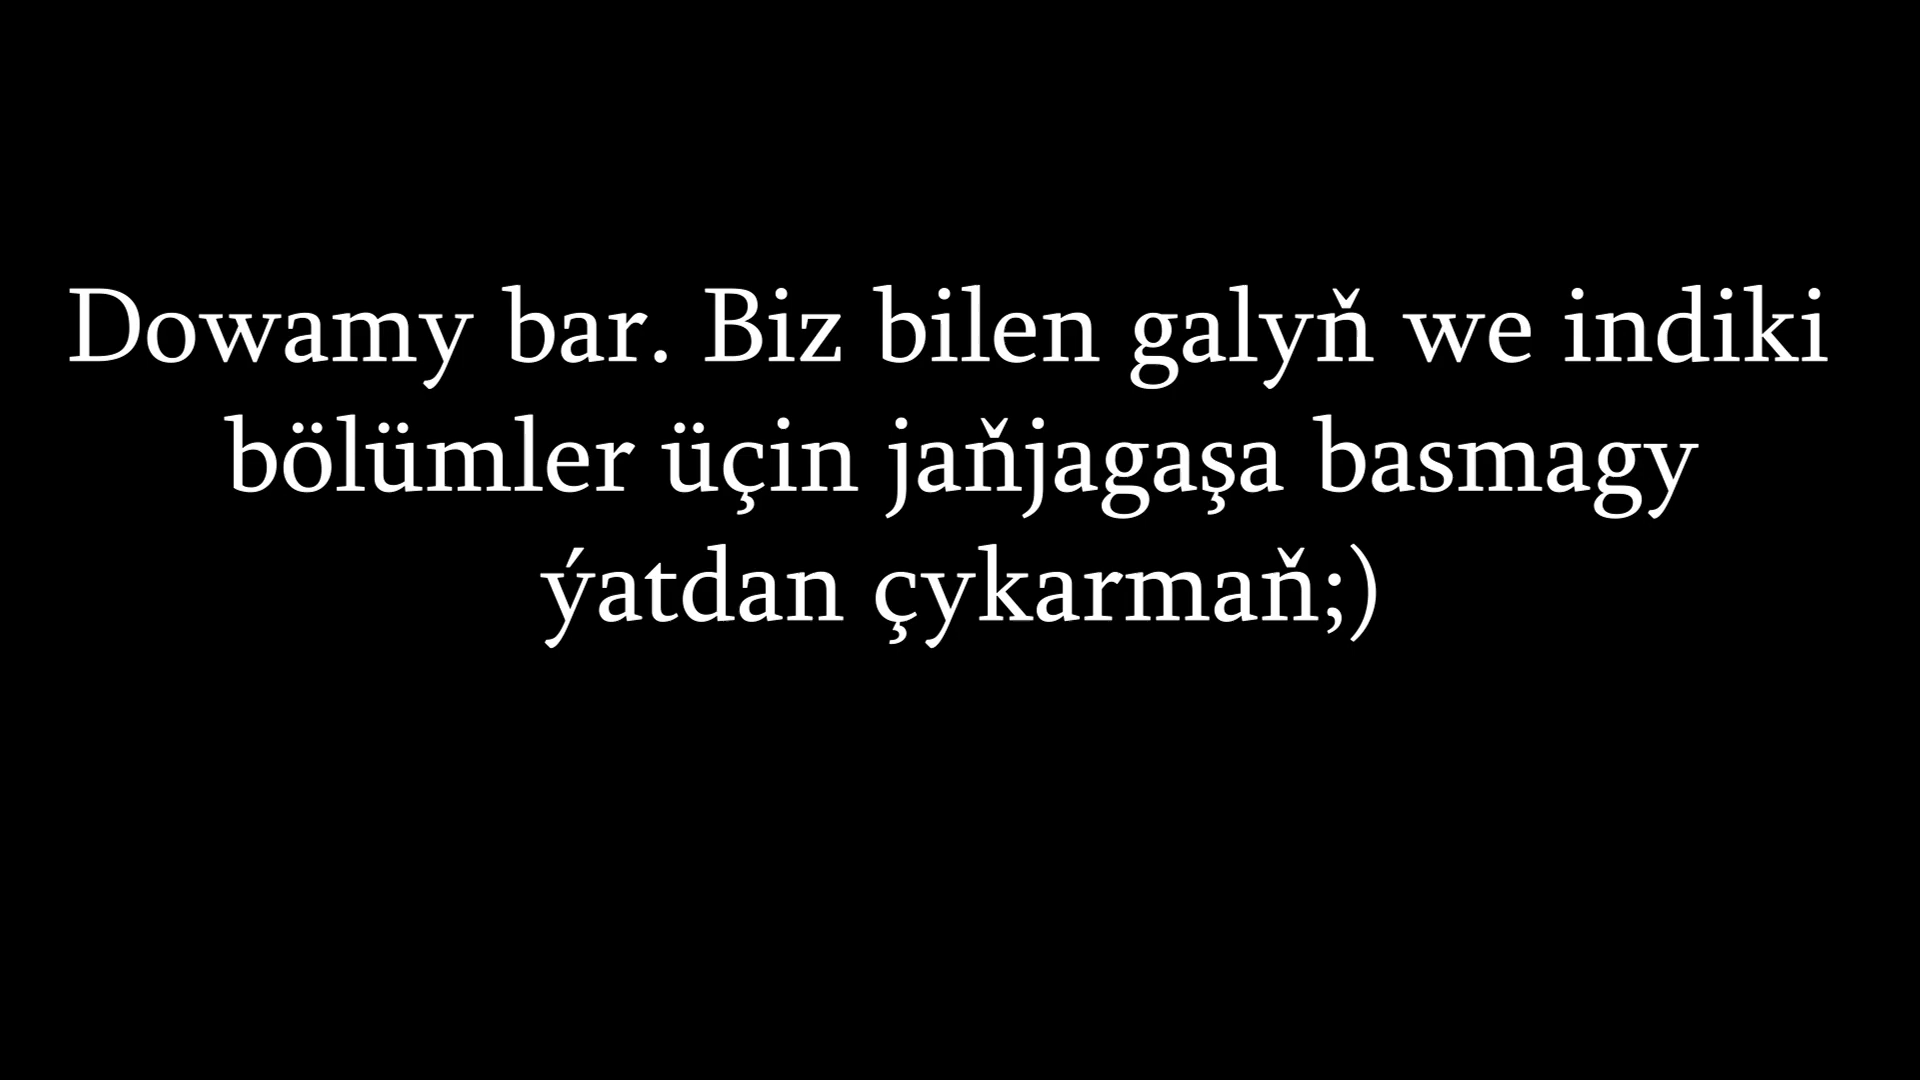 Dowamy bar. Biz bilen galyň we indiki
bölümler üçin jaňjagaşa basmagy
ýatdan çykarmaň;)